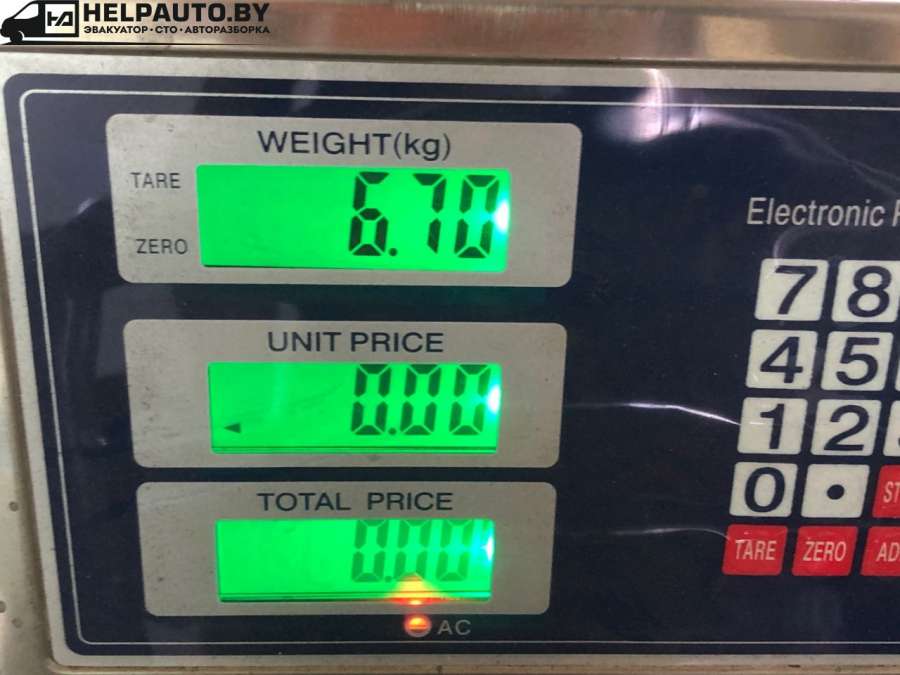 HELPAUTO.BY
ЭВАКУАТОР • СТО • АВТОРАЗБОРКА
WEIGHT(kg)
TARE
6.70
ZERO
Electronic
UNIT PRICE
0.00
TOTAL PRICE
0.00
AC
7 8
4 5
1 2
0 •
TARE ZERO